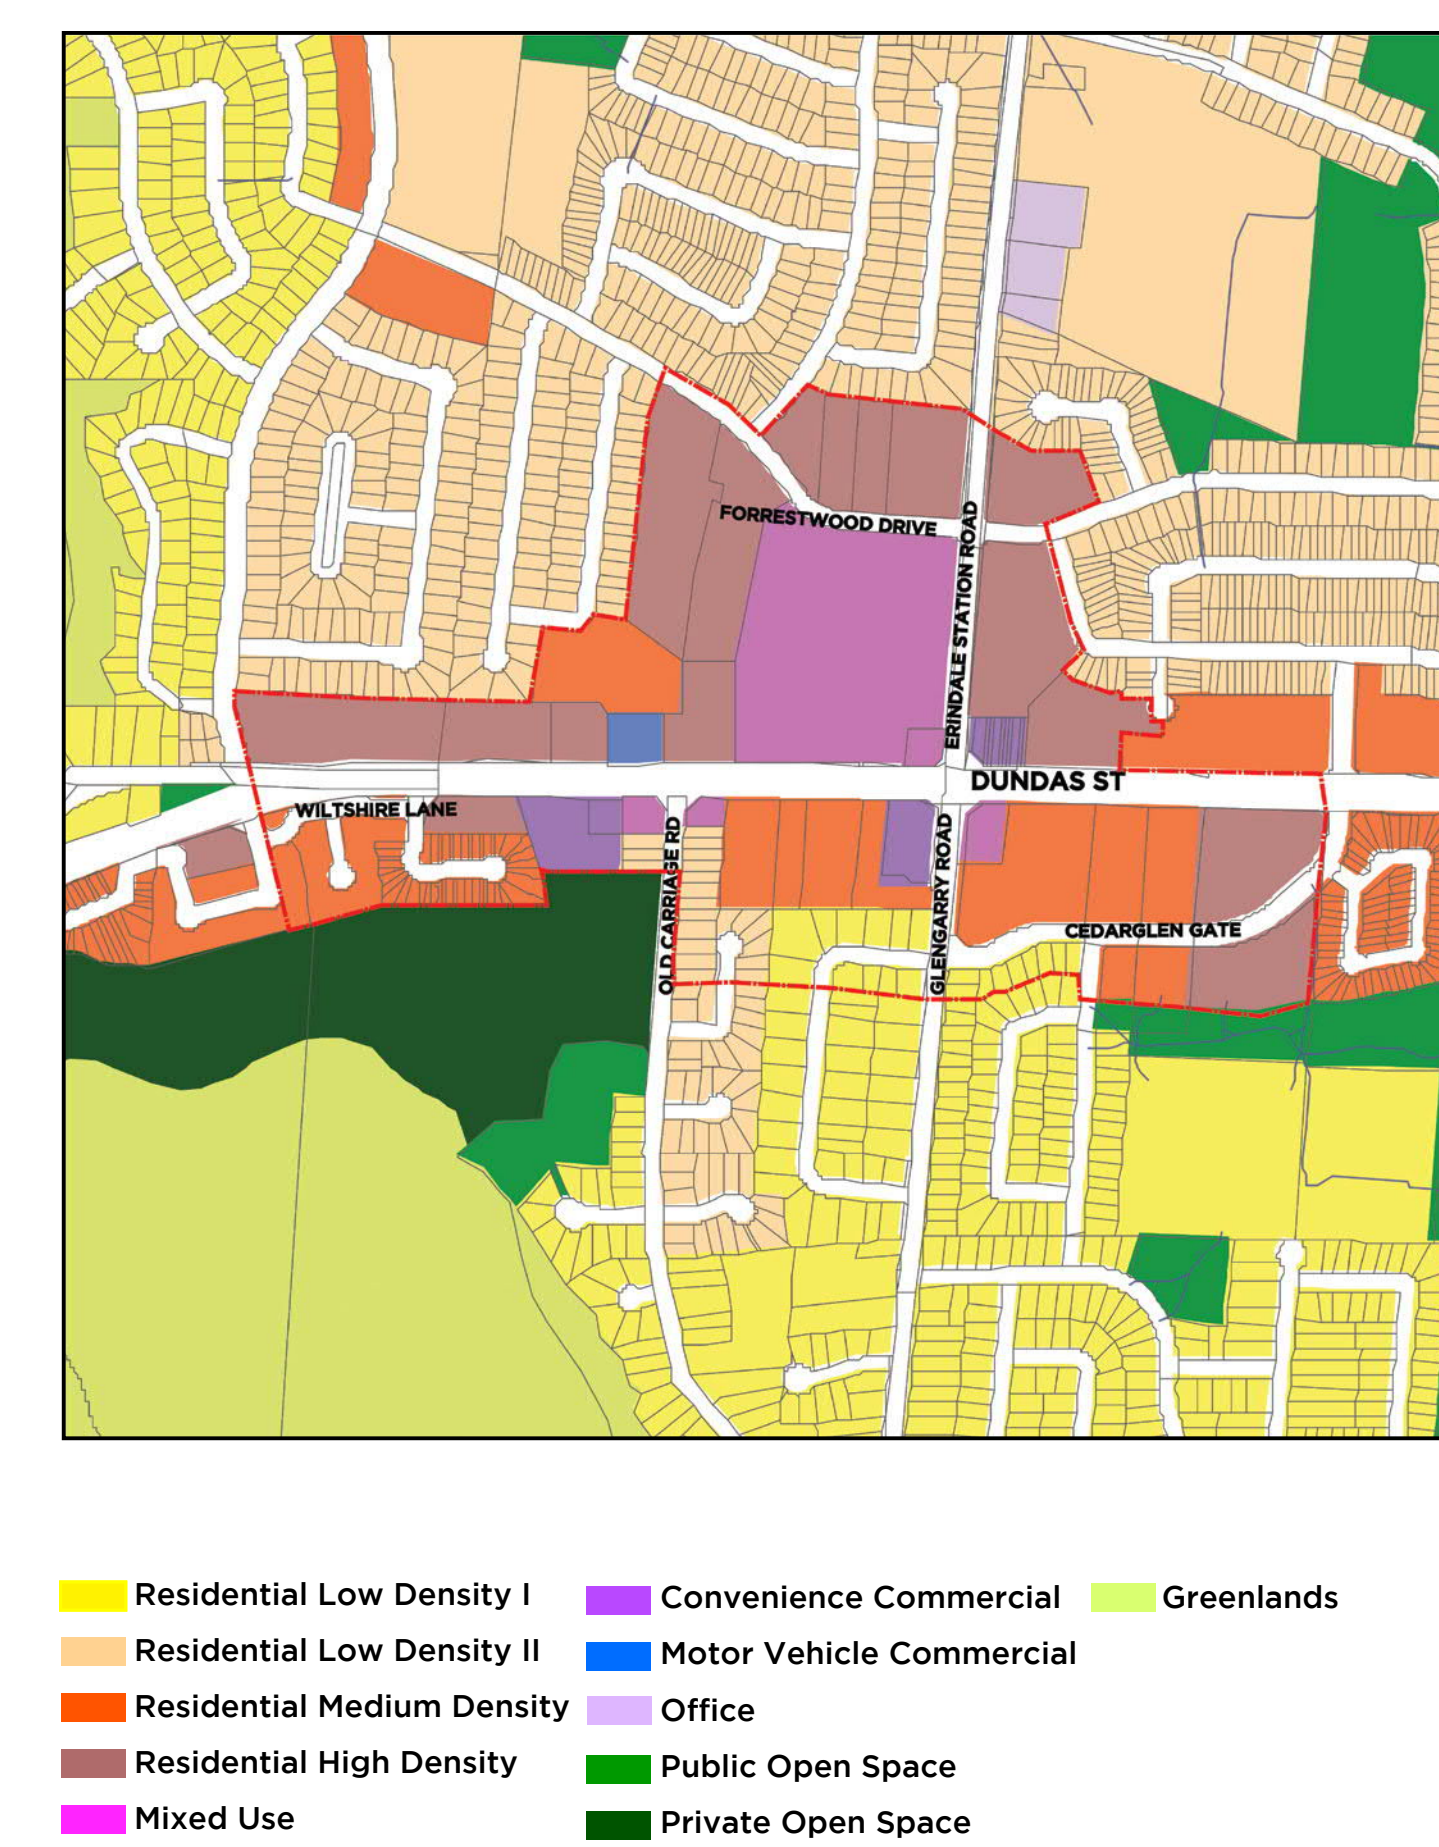 FORRESTWOOD DRIVE
ERINDALE STATION ROAD
DUNDAS ST
WILTSHIRE LANE
OLD CARRIAGE RD
GLENGARRY ROAD
CEDARGLEN GATE
Residential Low Density I
Residential Low Density II
Residential Medium Density
Residential High Density
Mixed Use
Convenience Commercial
Motor Vehicle Commercial
Office
Public Open Space
Private Open Space
Greenlands